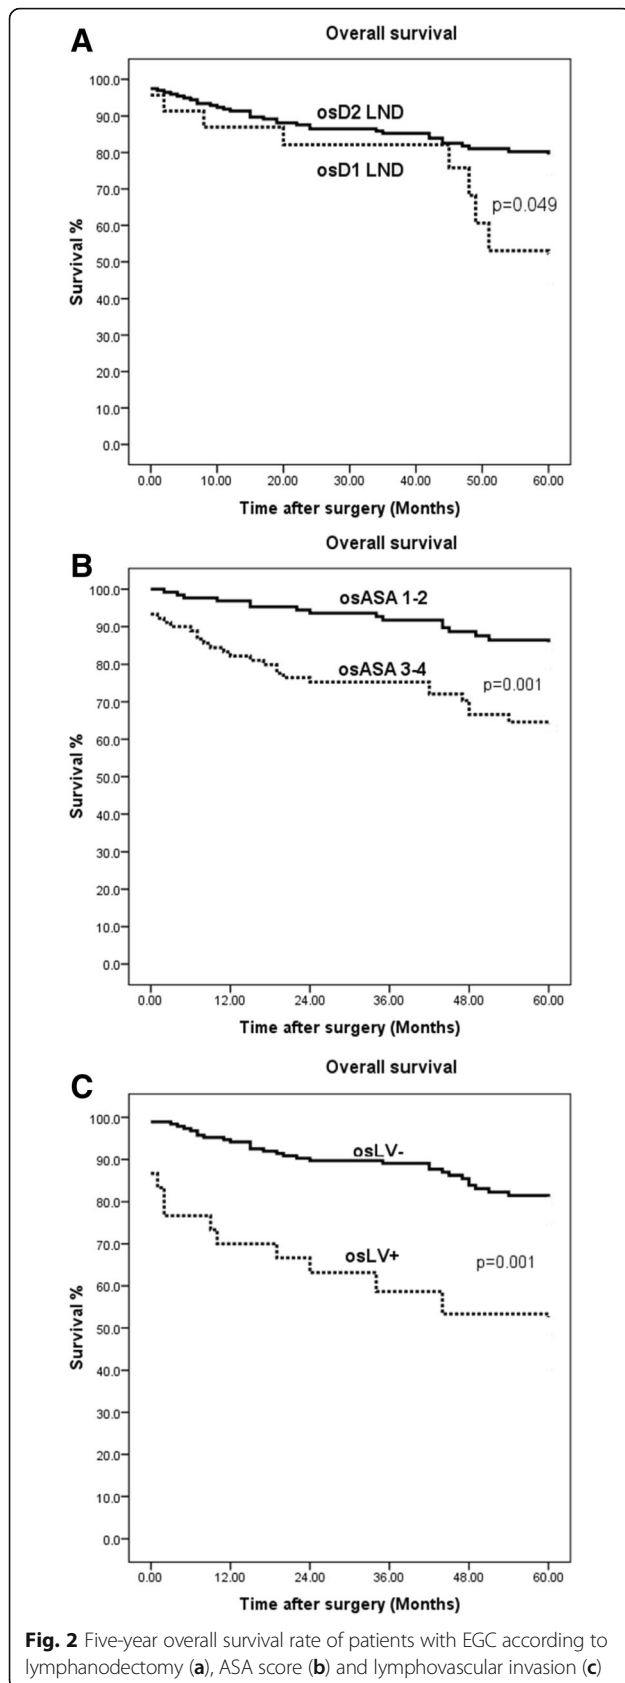 A
Overall survival
100.0
90.0
80.0
70.0
60.0
50.0
40.0
30.0
20.0
10.0
0.0
Survival %
osD2 LND
osD1 LND
p=0.049
0.00 10.00 20.00 30.00 40.00 50.00 60.00
Time after surgery (Months)
B
Overall survival
100.0
90.0
80.0
70.0
60.0
50.0
40.0
30.0
20.0
10.0
0.0
Survival %
osASA 1-2
osASA 3-4
p=0.001
0.00 12.00 24.00 36.00 48.00 60.00
Time after surgery (Months)
C
Overall survival
100.0
90.0
80.0
70.0
60.0
50.0
40.0
30.0
20.0
10.0
0.0
Survival %
osLV-
osLV+
p=0.001
0.00 12.00 24.00 36.00 48.00 60.00
Time after surgery (Months)
Fig. 2 Five-year overall survival rate of patients with EGC according to
lymphanodectomy (a), ASA score (b) and lymphovascular invasion (c)